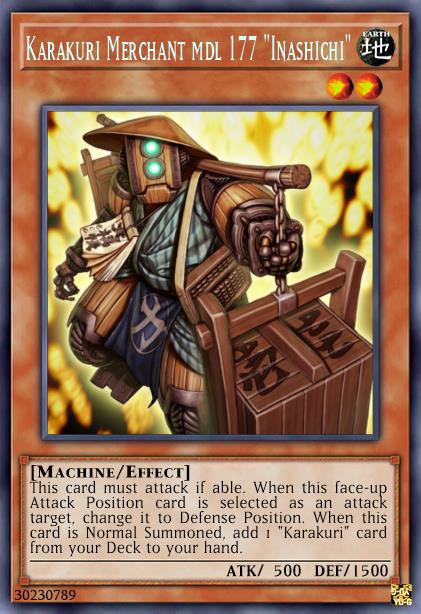 Karakuri Merchant mdl 177 "Inashichi"
EARTH
地
[Machine/Effect]
This card must attack if able. When this face-up
Attack Position card is selected as an attack
target, change it to Defense Position. When this
card is Normal Summoned, add 1 "Karakuri" card
from your Deck to your hand.
ATK/ 500 DEF/1500
30230789